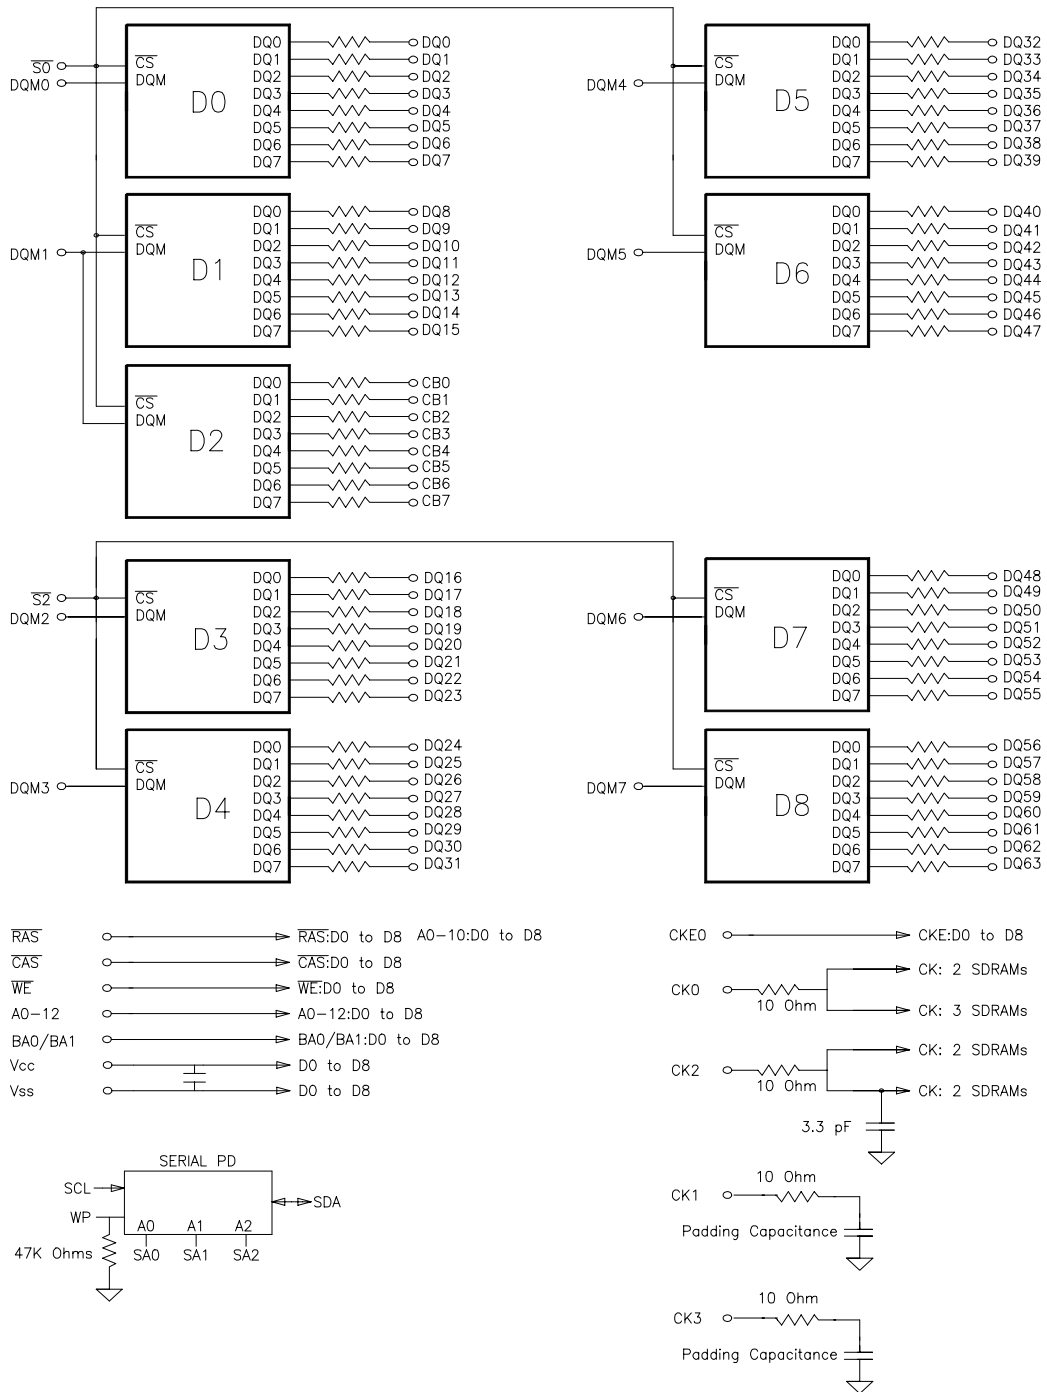 DQ0 DQ0
DQ1 DQ1
S0 CS DQ2 DQ2
DQM0 DQM DQ3 DQ3
D0 DQ4 DQ4
DQ5 DQ5
DQ6 DQ6
DQ7 DQ7
DQ0 DQ8
DQ1 DQ9
CS DQ2 DQ10
DQM1 DQM DQ3 DQ11
D1 DQ4 DQ12
DQ5 DQ13
DQ6 DQ14
DQ7 DQ15
DQ0 CB0
DQ1 CB1
CS DQ2 CB2
DQM DQ3 CB3
D2 DQ4 CB4
DQ5 CB5
DQ6 CB6
DQ7 CB7
DQ0 DQ32
DQ1 DQ33
CS DQ2 DQ34
DQM4 DQM DQ3 DQ35
D5 DQ4 DQ36
DQ5 DQ37
DQ6 DQ38
DQ7 DQ39
DQ0 DQ40
DQ1 DQ41
CS DQ2 DQ42
DQM5 DQM DQ3 DQ43
D6 DQ4 DQ44
DQ5 DQ45
DQ6 DQ46
DQ7 DQ47
DQ0 DQ16
S2 CS DQ1 DQ17
DQM2 DQM DQ2 DQ18
DQ3 DQ19
D3 DQ4 DQ20
DQ5 DQ21
DQ6 DQ22
DQ7 DQ23
DQ0 DQ24
CS DQ1 DQ25
DQM3 DQM DQ2 DQ26
DQ3 DQ27
D4 DQ4 DQ28
DQ5 DQ29
DQ6 DQ30
DQ7 DQ31
DQ0 DQ48
CS DQ1 DQ49
DQM6 DQM DQ2 DQ50
DQ3 DQ51
D7 DQ4 DQ52
DQ5 DQ53
DQ6 DQ54
DQ7 DQ55
DQ0 DQ56
CS DQ1 DQ57
DQM7 DQM DQ2 DQ58
DQ3 DQ59
D8 DQ4 DQ60
DQ5 DQ61
DQ6 DQ62
DQ7 DQ63
RAS RAS:D0 to D8 A0-10:D0 to D8
CAS CAS:D0 to D8
WE WE:D0 to D8
A0-12 A0-12:D0 to D8
BA0/BA1 BA0/BA1:D0 to D8
Vcc D0 to D8
Vss D0 to D8
SERIAL PD
SCL
SDA
WP
A0 A1 A2
47K Ohms SA0 SA1 SA2
CKE0 CKE:D0 to D8
CK: 2 SDRAMs
CK0
10 Ohm
CK: 3 SDRAMs
CK: 2 SDRAMs
CK2
10 Ohm
CK: 2 SDRAMs
3.3 pF
10 Ohm
CK1
Padding Capacitance
10 Ohm
CK3
Padding Capacitance